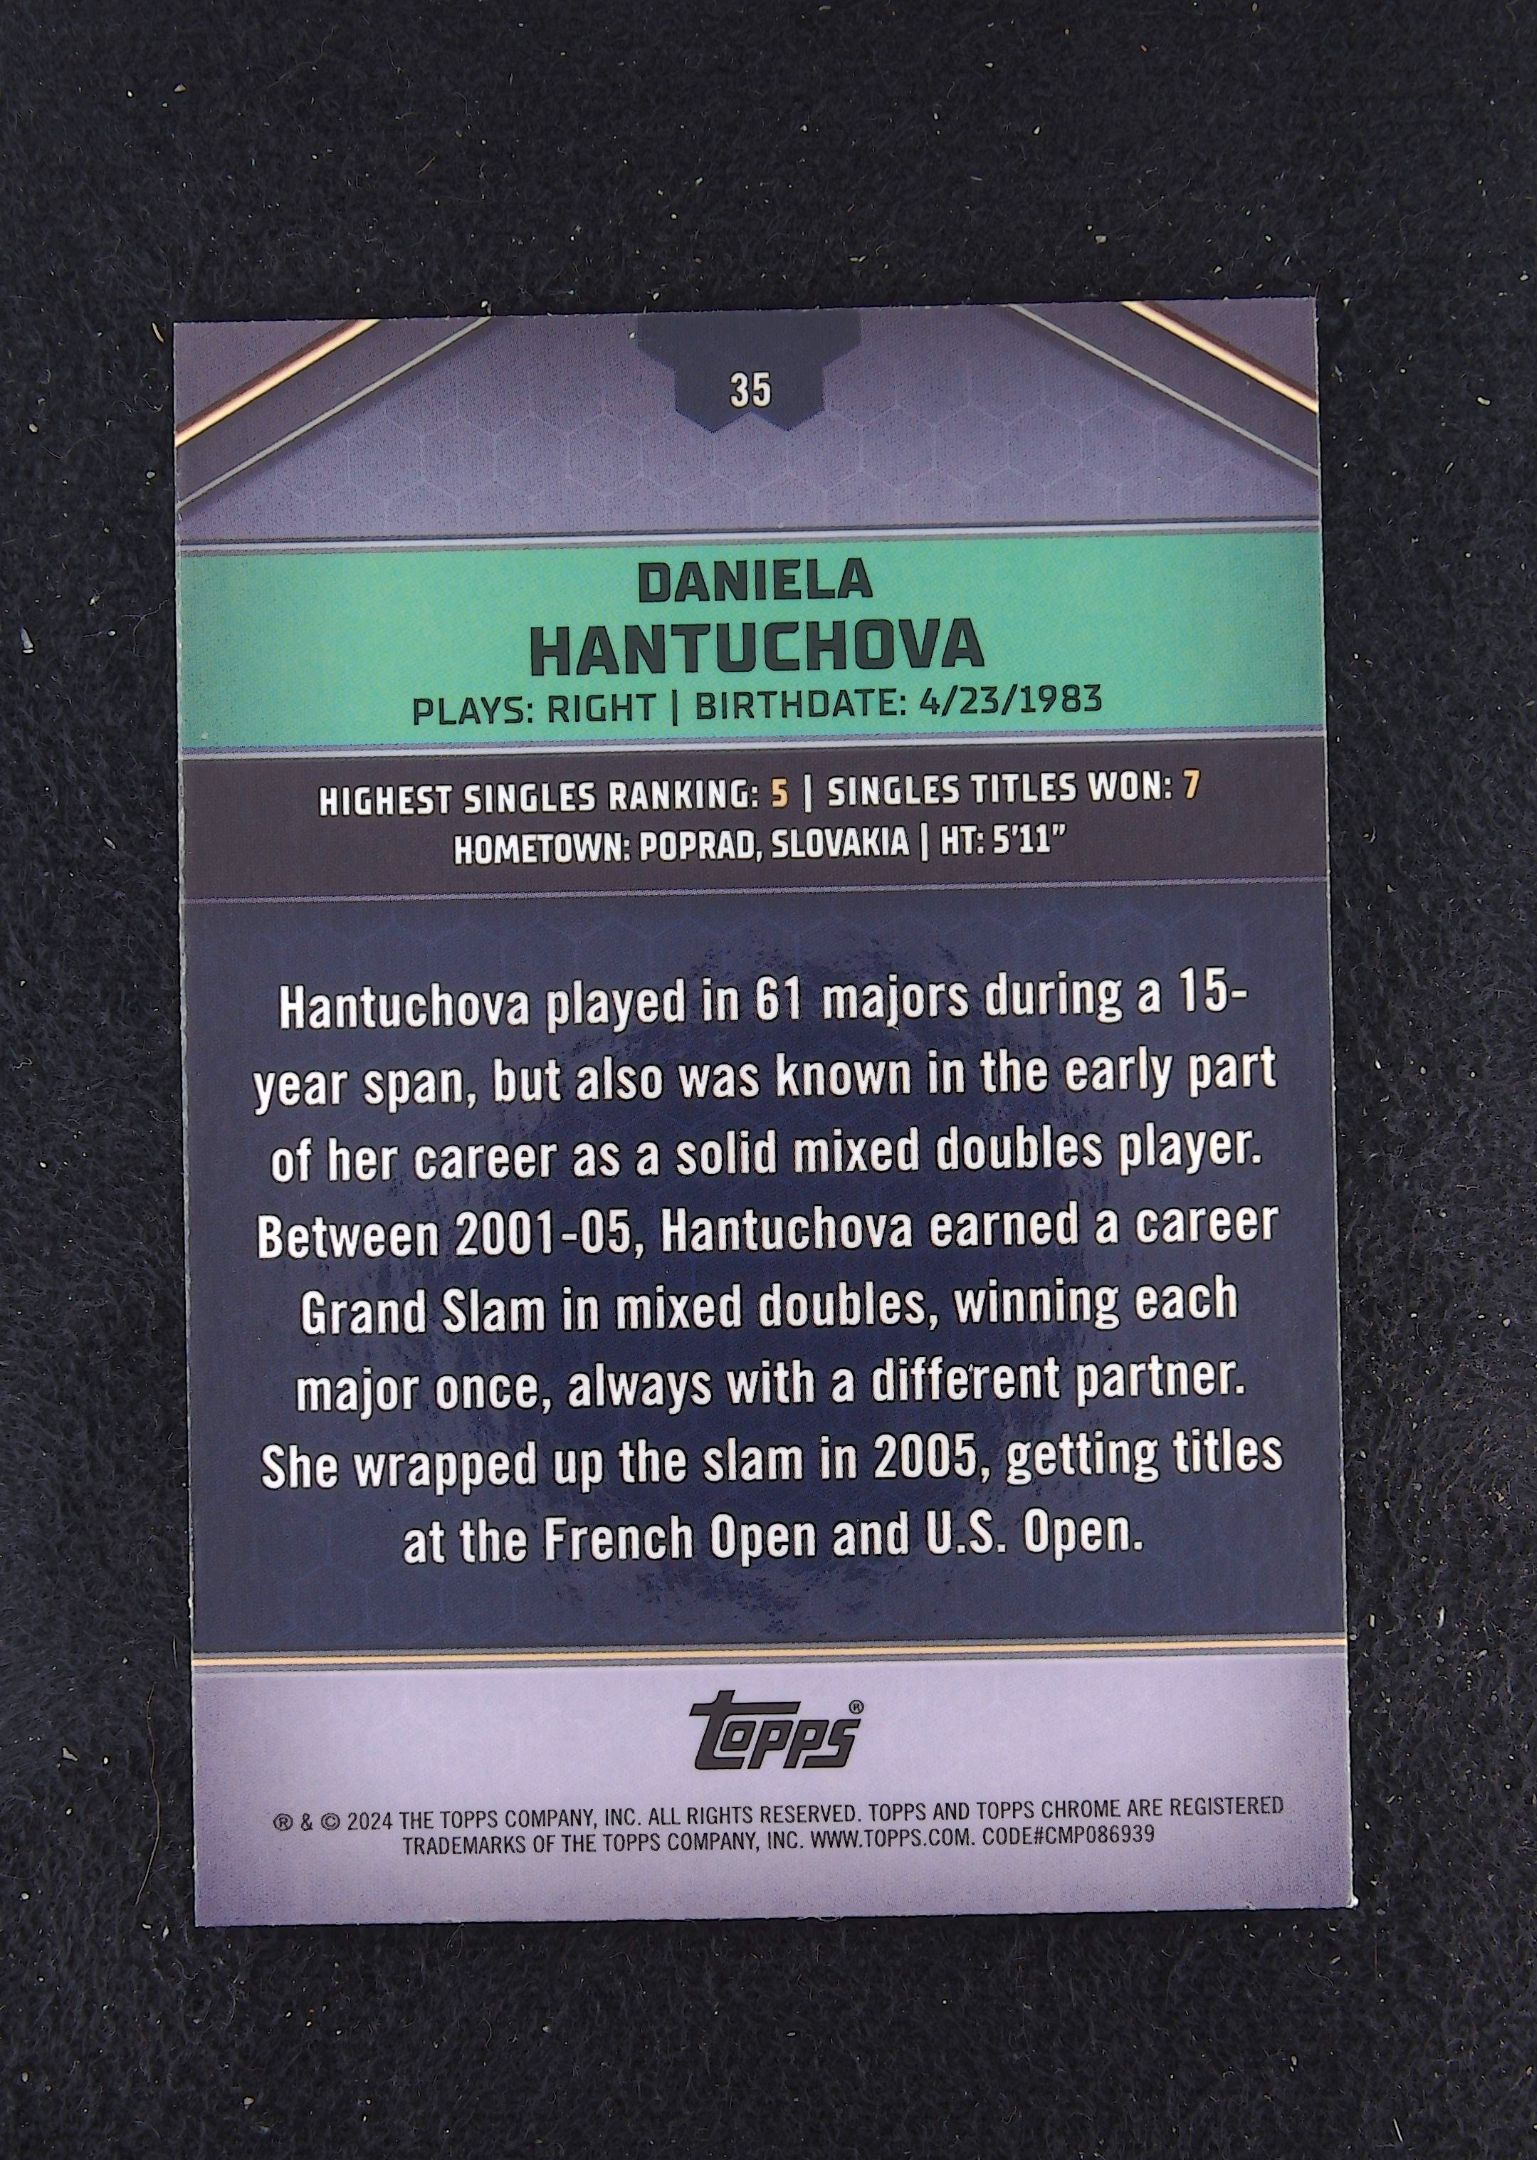 35
DANIELA
HANTUCHOVA
PLAYS: RIGHT | BIRTHDATE: 4/23/1983
HIGHEST SINGLES RANKING: 5 | SINGLES TITLES WON: 7
HOMETOWN: POPRAD, SLOVAKIA | HT: 5'11"
Hantuchova played in 61 majors during a 15-
year span, but also was known in the early part
of her career as a solid mixed doubles player.
Between 2001-05, Hantuchova earned a career
Grand Slam in mixed doubles, winning each
major once, always with a different partner.
She wrapped up the slam in 2005, getting titles
at the French Open and U.S. Open.
topps®
® & © 2024 THE TOPPS COMPANY, INC. ALL RIGHTS RESERVED. TOPPS AND TOPPS CHROME ARE REGISTERED
TRADEMARKS OF THE TOPPS COMPANY, INC. WWW.TOPPS.COM. CODE#CMP086939